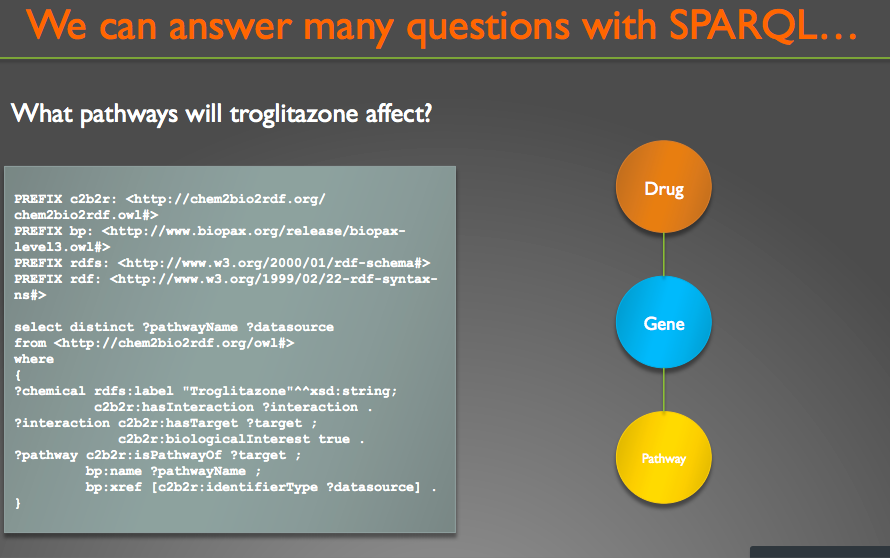 We can answer many questions with SPARQL…
What pathways will troglitazone affect?
PREFIX c2b2r: <http://chem2bio2rdf.org/
chem2bio2rdf.owl#>
PREFIX bp: <http://www.biopax.org/release/biopax-
level3.owl#>
PREFIX rdfs: <http://www.w3.org/2000/01/rdf-schema#>
PREFIX rdf: <http://www.w3.org/1999/02/22-rdf-syntax-
ns#>
select distinct ?pathwayName ?datasource
from <http://chem2bio2rdf.org/owl#>
where
{
?chemical rdfs:label "Troglitazone"^^xsd:string;
c2b2r:hasInteraction ?interaction .
?interaction c2b2r:hasTarget ?target ;
c2b2r:biologicalInterest true .
?pathway c2b2r:isPathwayOf ?target ;
bp:name ?pathwayName ;
bp:xref [c2b2r:identifierType ?datasource] .
}
Drug
Gene
Pathway